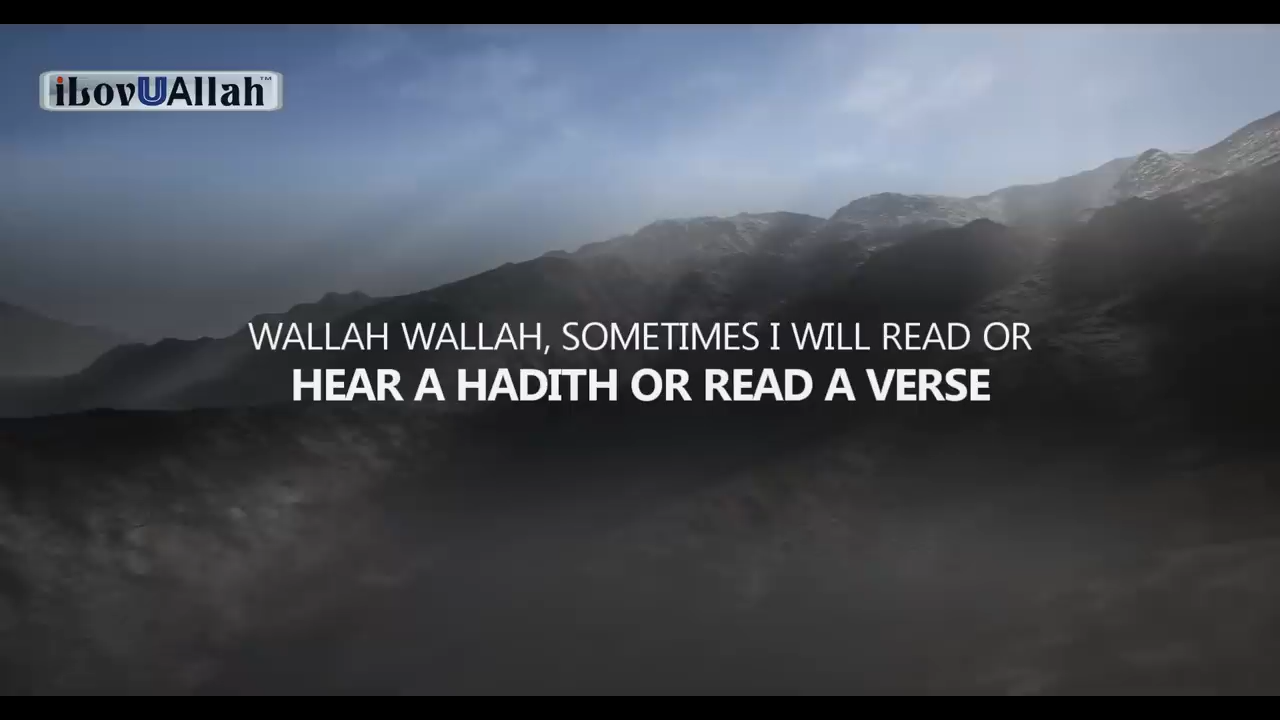 iLovUAllah™
WALLAH WALLAH, SOMETIMES I WILL READ OR
HEAR A HADITH OR READ A VERSE